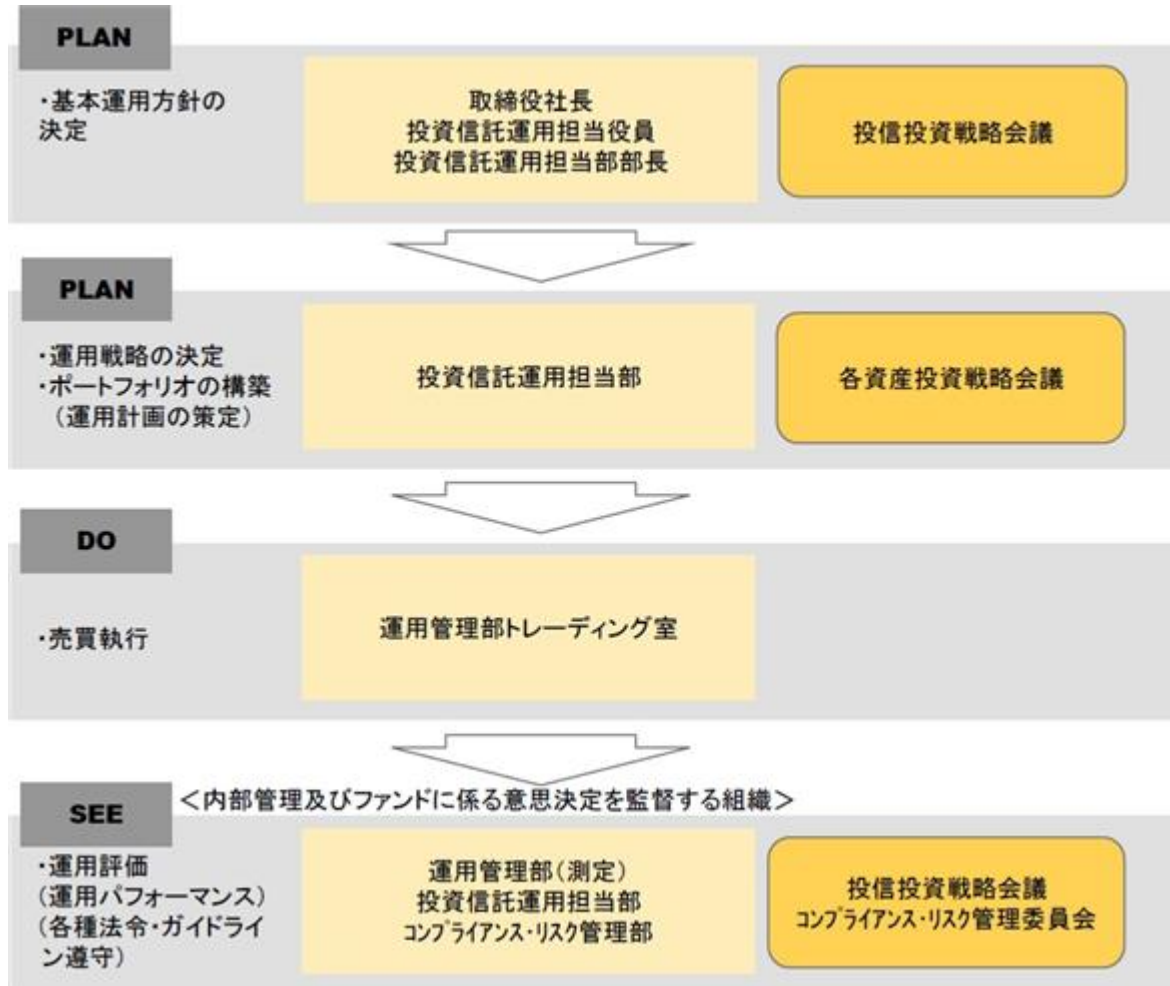 PLAN
・基本運用方針の
決定
取締役社長
投資信託運用担当役員
投資信託運用担当部部長
投信投資戦略会議
PLAN
・運用戦略の決定
・ポートフォリオの構築
（運用計画の策定）
投資信託運用担当部
各資産投資戦略会議
DO
・売買執行
運用管理部トレーディング室
SEE
＜内部管理及びファンドに係る意思決定を監督する組織＞
・運用評価
（運用パフォーマンス）
（各種法令・ガイドライ
ン遵守）
運用管理部（測定）
投資信託運用担当部
ｺﾝﾌﾟﾗｲｱﾝｽ・ﾘｽｸ管理部
投信投資戦略会議
ｺﾝﾌﾟﾗｲｱﾝｽ・ﾘｽｸ管理委員会